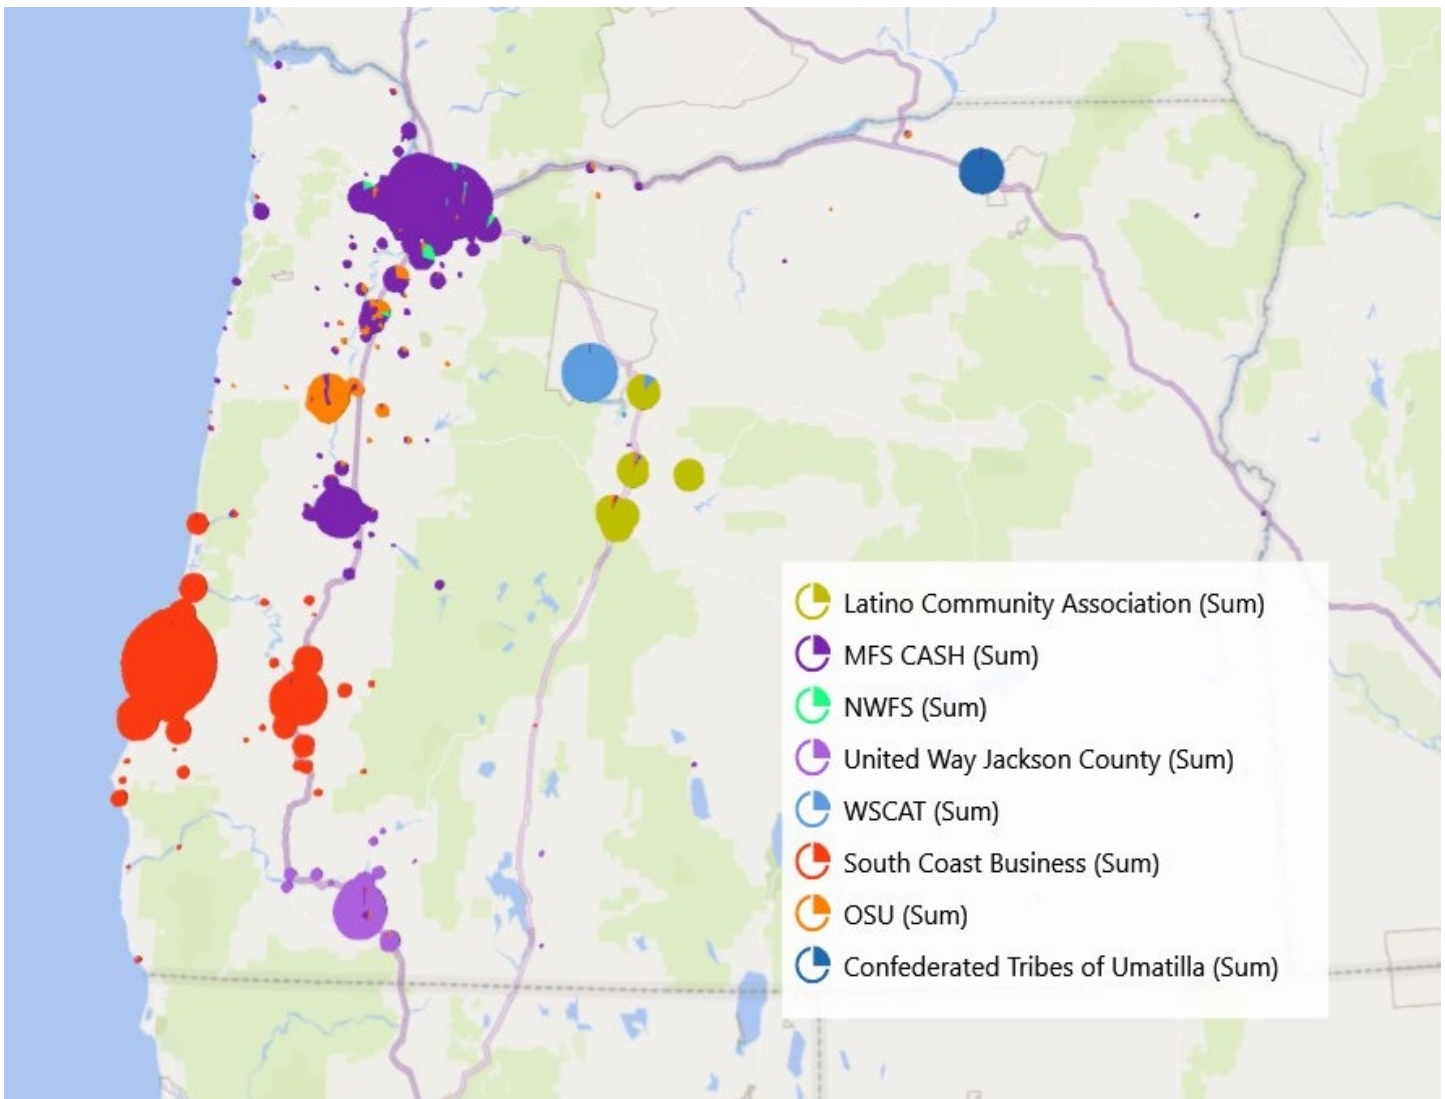 Latino Community Association (Sum)
MFS CASH (Sum)
NWFS (Sum)
United Way Jackson County (Sum)
WSCAT (Sum)
South Coast Business (Sum)
OSU (Sum)
Confederated Tribes of Umatilla (Sum)